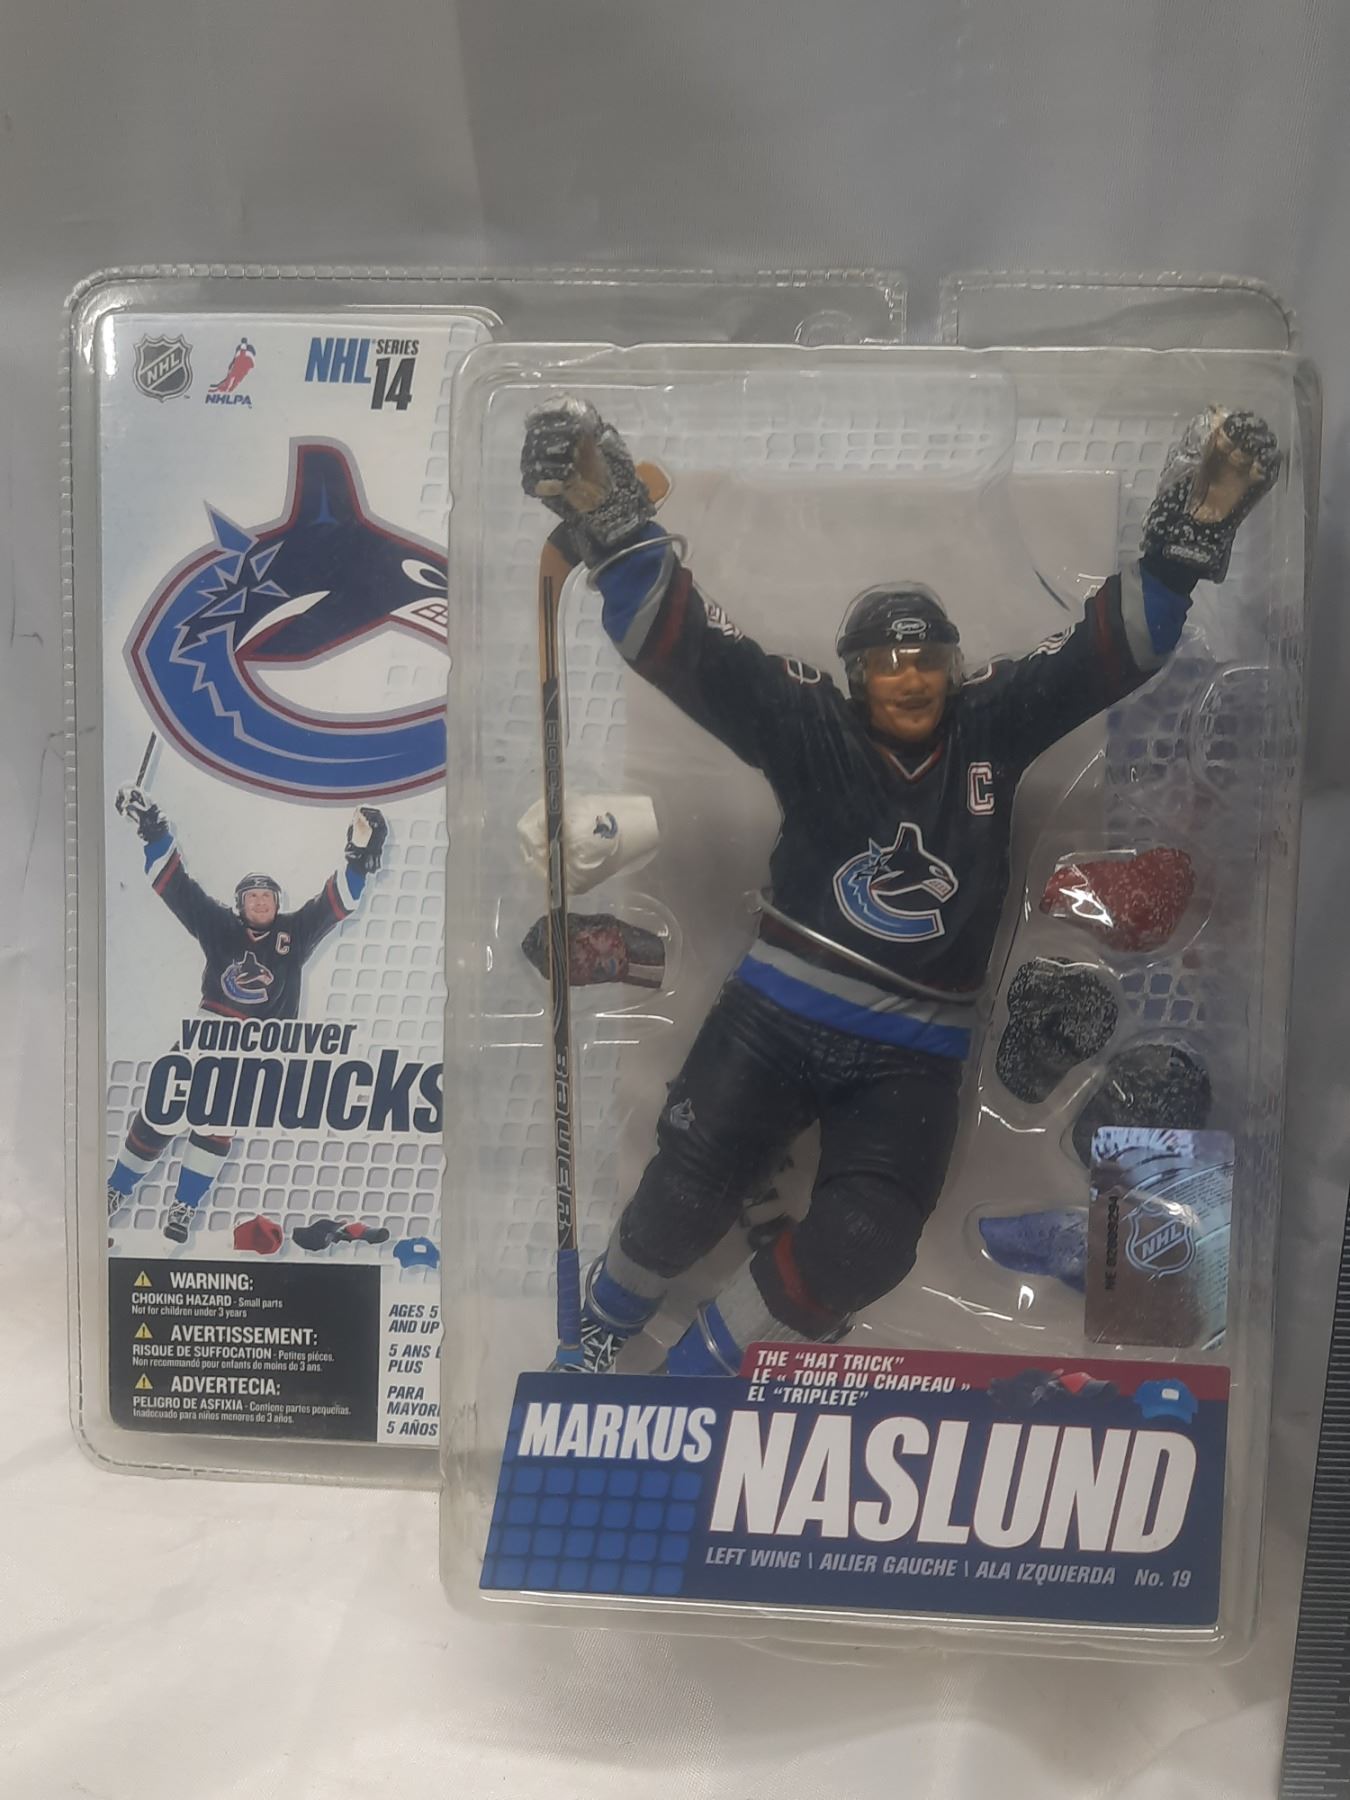 NHL
NHLPA
NHL SERIES 14
C
vancouver
canucks
WARNING:
CHOKING HAZARD - Small parts
Not for children under 3 years
AVERTISSEMENT:
RISQUE DE SUFFOCATION - Petites pièces.
Non recommandé pour enfants de moins de 3 ans.
ADVERTECIA:
PELIGRO DE ASFIXIA - Contiene partes pequeñas.
Inadecuado para niños menores de 3 años.
AGES 5
AND UP
5 ANS E
PLUS
PARA
MAYOR
5 AÑOS
C
BAUER
NHL
THE "HAT TRICK"
LE « TOUR DU CHAPEAU »
EL "TRIPLETE"
MARKUS
NASLUND
LEFT WING \ AILIER GAUCHE \ ALA IZQUIERDA No. 19